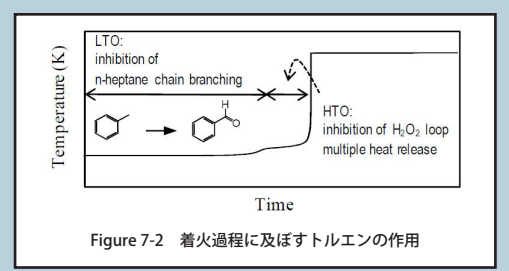 Temperature (K)
LTO:
inhibition of
n-heptane chain branching
H
O
HTO:
inhibition of H₂O₂ loop
multiple heat release
Time
Figure 7-2 着火過程に及ぼすトルエンの作用